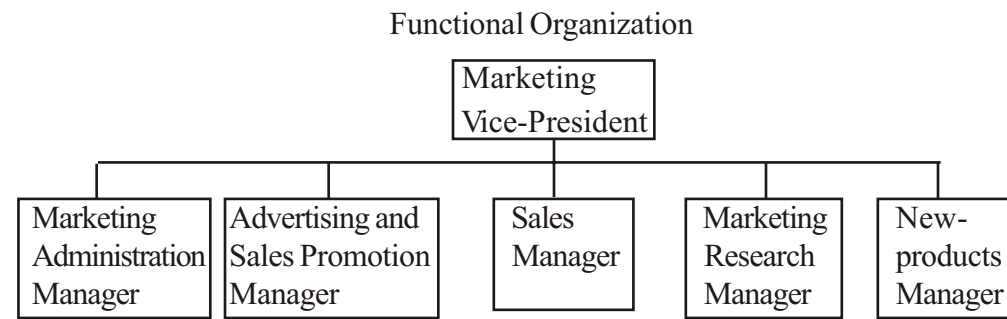 Functional Organization
Marketing
Vice-President
Marketing
Administration
Manager
Advertising and
Sales Promotion
Manager
Sales
Manager
Marketing
Research
Manager
New-
products
Manager